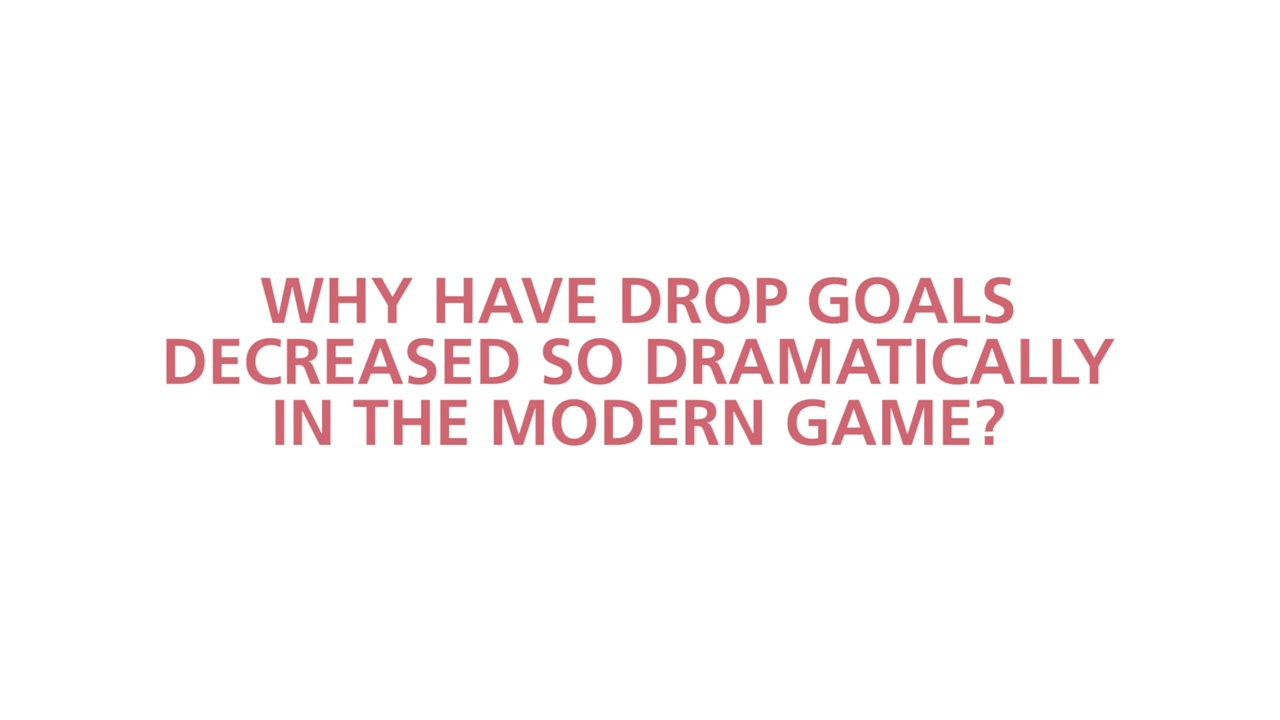 WHY HAVE DROP GOALS
DECREASED SO DRAMATICALLY
IN THE MODERN GAME?